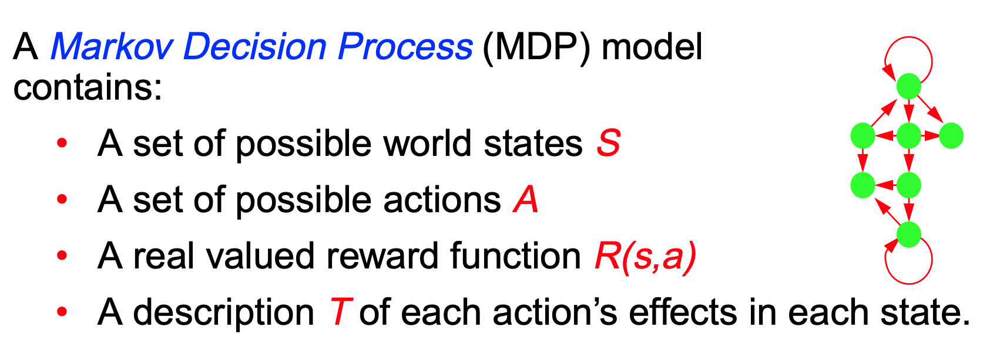 A Markov Decision Process (MDP) model
contains:
• A set of possible world states S
• A set of possible actions A
• A real valued reward function R(s,a)
• A description T of each action’s effects in each state.